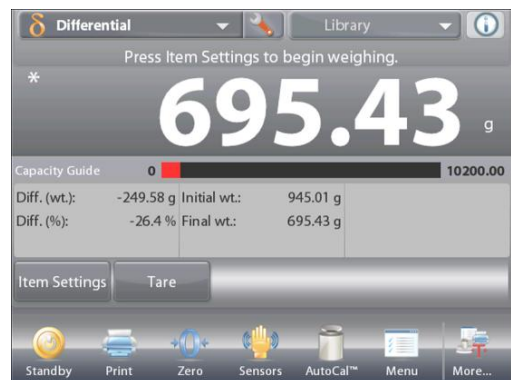 δ Differential Library
Press Item Settings to begin weighing.
*
695.43 g
Capacity Guide 0 10200.00
Diff. (wt.): -249.58 g Initial wt.: 945.01 g
Diff. (%): -26.4 % Final wt.: 695.43 g
Item Settings Tare
Standby Print Zero Sensors AutoCal™ Menu More...